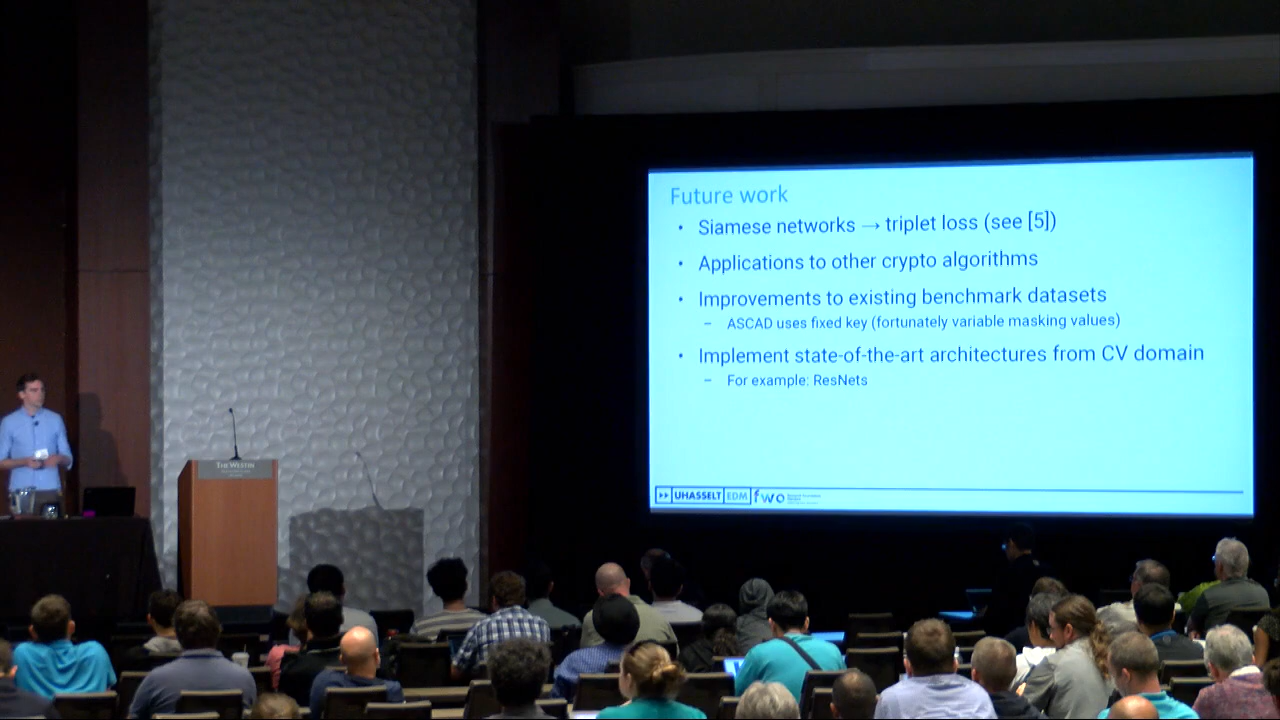 Future work
• Siamese networks → triplet loss (see [5])
• Applications to other crypto algorithms
• Improvements to existing benchmark datasets
– ASCAD uses fixed key (fortunately variable masking values)
• Implement state-of-the-art architectures from CV domain
– For example: ResNets
UHASSELT EDM fwo
THE WESTIN